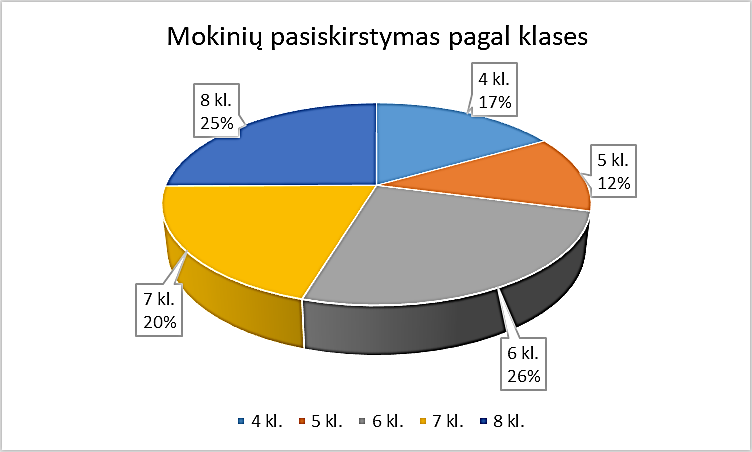 Mokinių pasiskirstymas pagal klases
4 kl.
17%
8 kl.
25%
5 kl.
12%
7 kl.
20%
6 kl.
26%
4 kl. 5 kl. 6 kl. 7 kl. 8 kl.